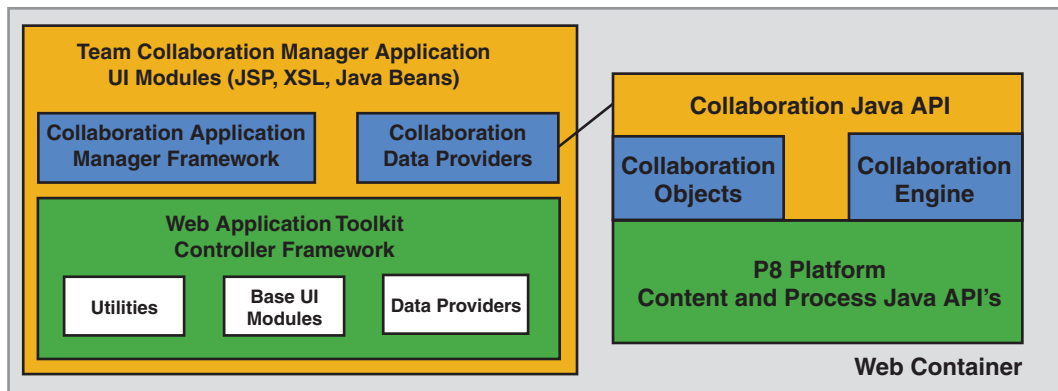 Team Collaboration Manager Application
UI Modules (JSP, XSL, Java Beans)
Collaboration Application
Manager Framework
Collaboration
Data Providers
Web Application Toolkit
Controller Framework
Utilities
Base UI
Modules
Data Providers
Collaboration Java API
Collaboration
Objects
Collaboration
Engine
P8 Platform
Content and Process Java API's
Web Container